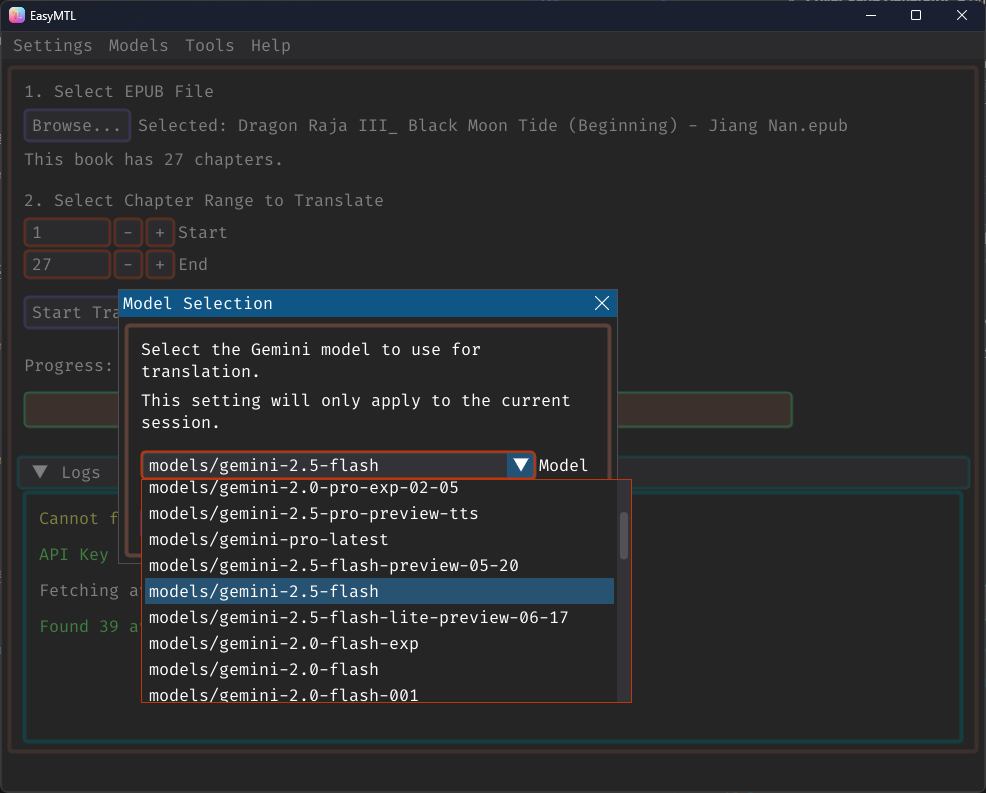 EasyMTL
Settings Models Tools Help
1. Select EPUB File
Browse... Selected: Dragon Raja III_ Black Moon Tide (Beginning) - Jiang Nan.epub
This book has 27 chapters.
2. Select Chapter Range to Translate
1 - + Start
27 - + End
Start
Progress:
Model Selection
Select the Gemini model to use for
translation.
This setting will only apply to the current
session.
models/gemini-2.5-flash Model
models/gemini-2.0-pro-exp-02-05
models/gemini-2.5-pro-preview-tts
models/gemini-pro-latest
models/gemini-2.5-flash-preview-05-20
models/gemini-2.5-flash
models/gemini-2.5-flash-lite-preview-06-17
models/gemini-2.0-flash-exp
models/gemini-2.0-flash
models/gemini-2.0-flash-001
Logs
Cannot
API Key
Fetching
Found 39